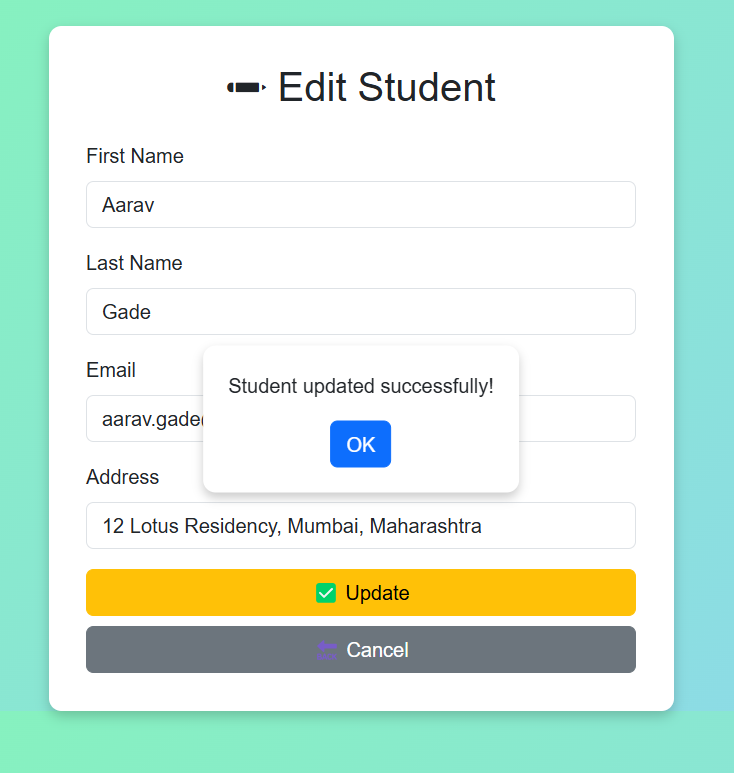 ✏️ Edit Student
First Name
Aarav
Last Name
Gade
Email
aarav.gade
Student updated successfully!
OK
Address
12 Lotus Residency, Mumbai, Maharashtra
✅ Update
Cancel